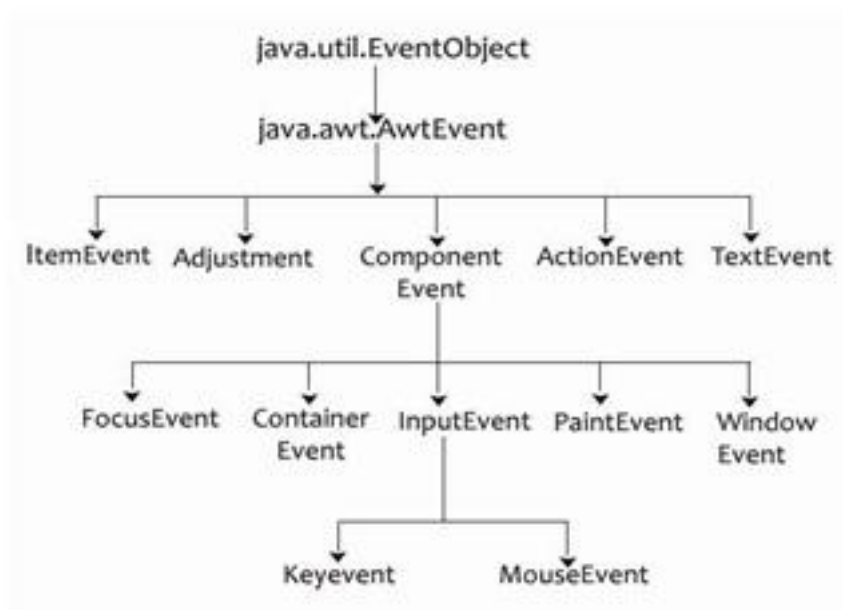 java.util.EventObject
java.awt.AwtEvent
ItemEvent Adjustment Component Event ActionEvent TextEvent
FocusEvent Container Event InputEvent PaintEvent Window Event
Keyevent MouseEvent